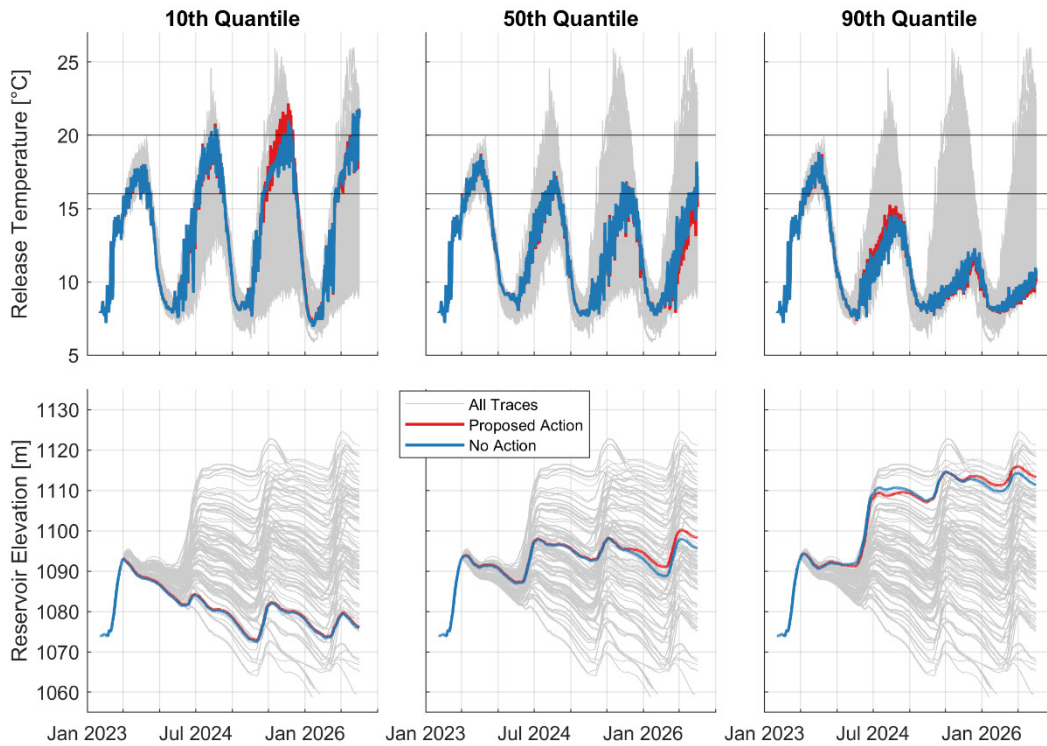 10th Quantile
50th Quantile
90th Quantile
Release Temperature [°C]
25
20
15
10
5
Reservoir Elevation [m]
1130
1120
1110
1100
1090
1080
1070
1060
All Traces
Proposed Action
No Action
Jan 2023
Jul 2024
Jan 2026
Jan 2023
Jul 2024
Jan 2026
Jan 2023
Jul 2024
Jan 2026